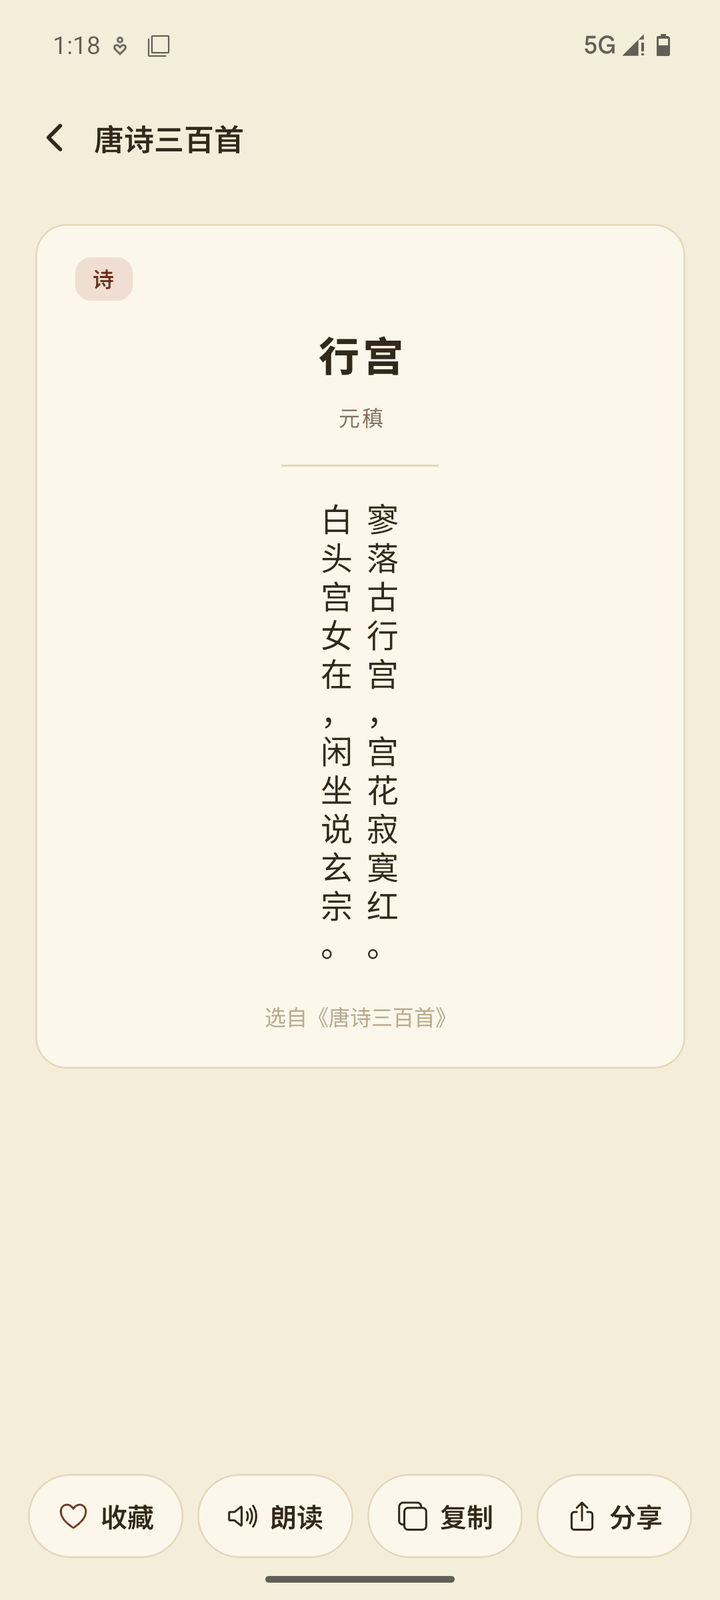 1:18
5G
唐诗三百首
诗
行宫
元稹
寥落古行宫，宫花寂寞红。
白头宫女在，闲坐说玄宗。
选自《唐诗三百首》
收藏
朗读
复制
分享